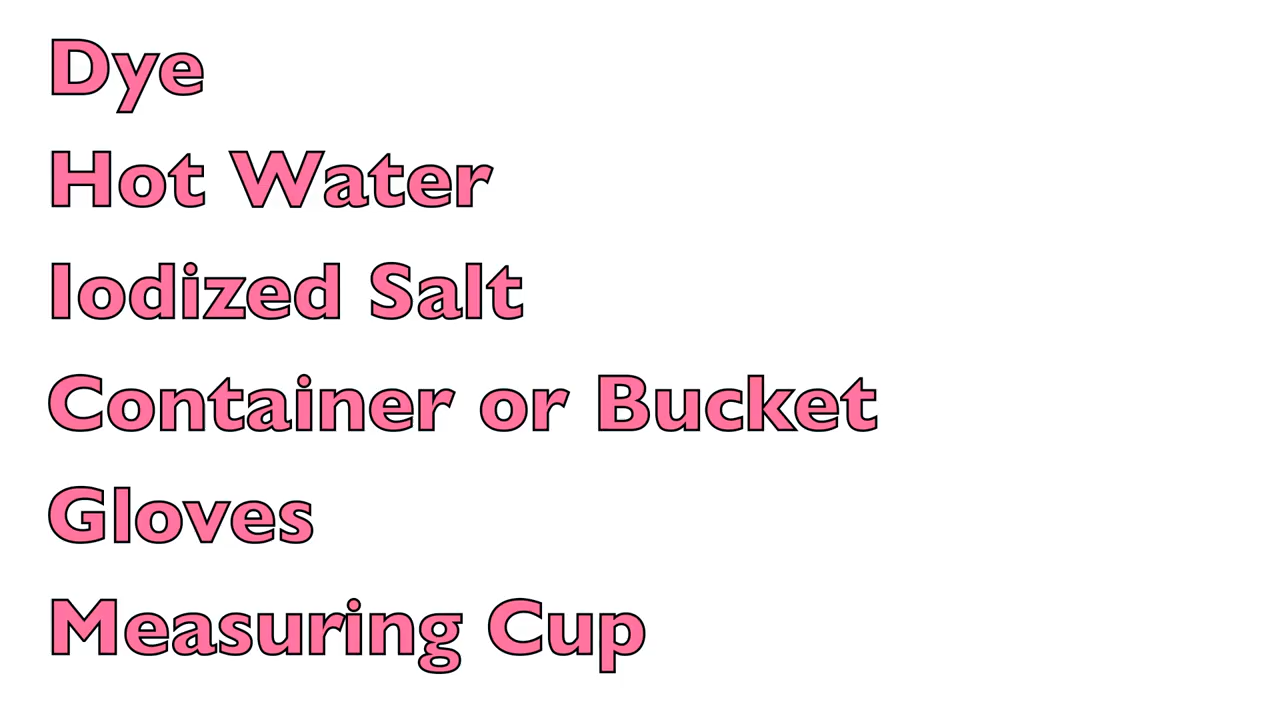 Dye
Hot Water
Iodized Salt
Container or Bucket
Gloves
Measuring Cup